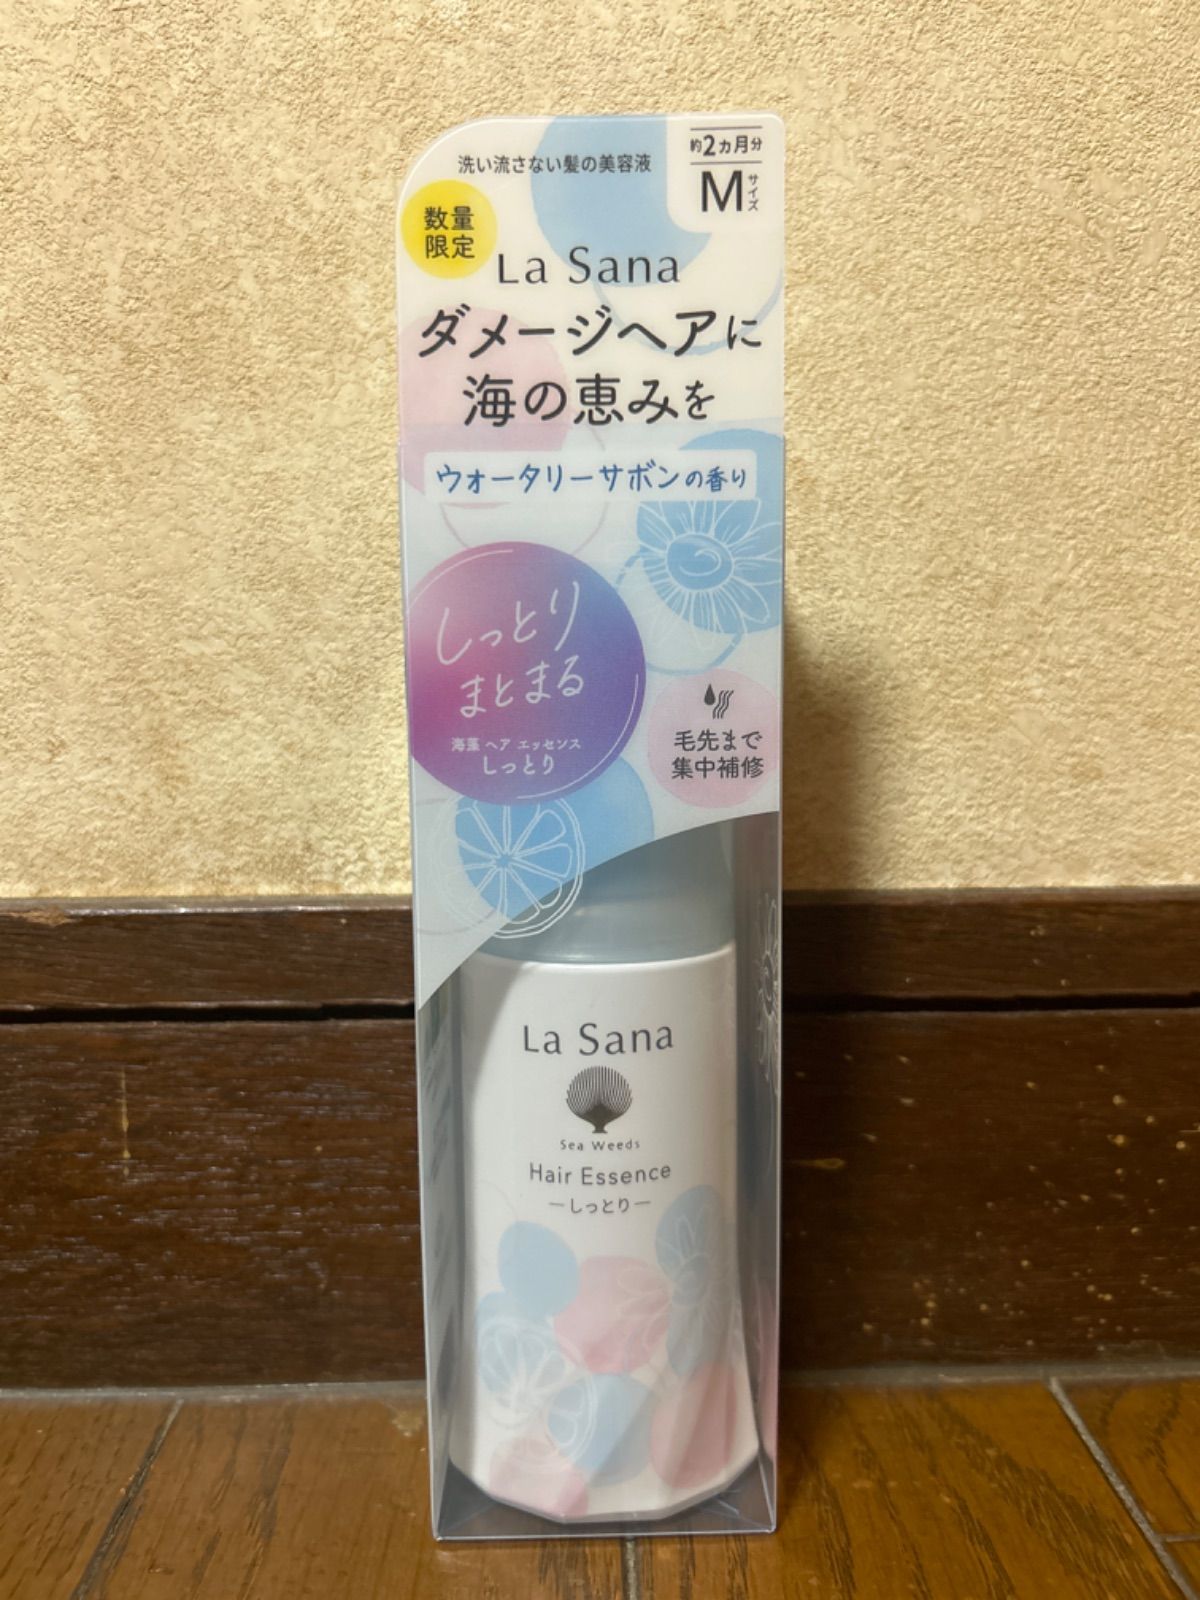 洗い流さない髪の美容液
約2ヵ月分
Mサイズ
数量
限定
La Sana
ダメージヘアに
海の恵みを
ウォータリーサボンの香り
しっとり
まとまる
海藻 ヘア エッセンス
しっとり
毛先まで
集中補修
La Sana
Sea Weeds
Hair Essence
ーしっとりー